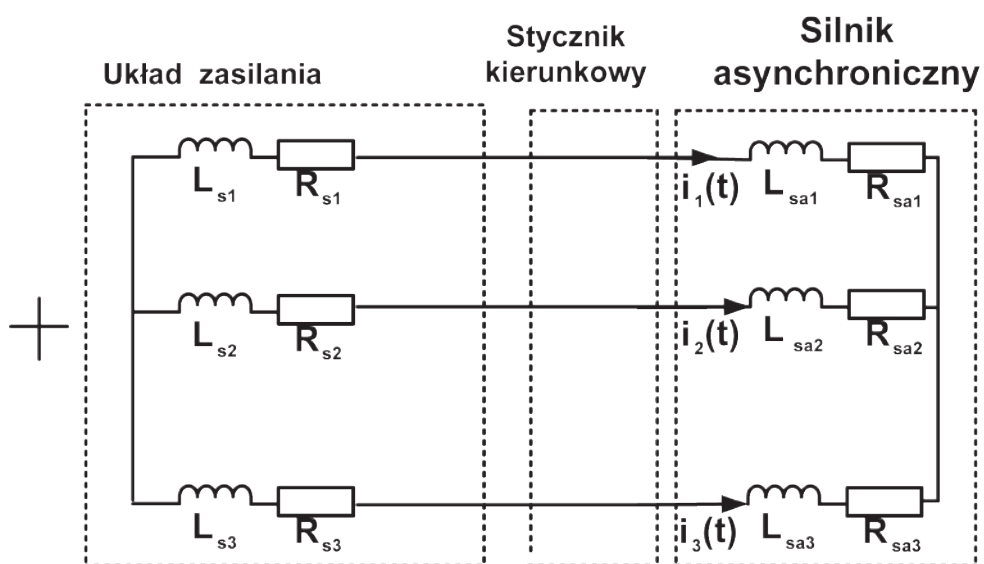 Układ zasilania
Stycznik
kierunkowy
Silnik
asynchroniczny
Ls1
Rs1
i1(t)
Lsa1
Rsa1
Ls2
Rs2
i2(t)
Lsa2
Rsa2
Ls3
Rs3
i3(t)
Lsa3
Rsa3